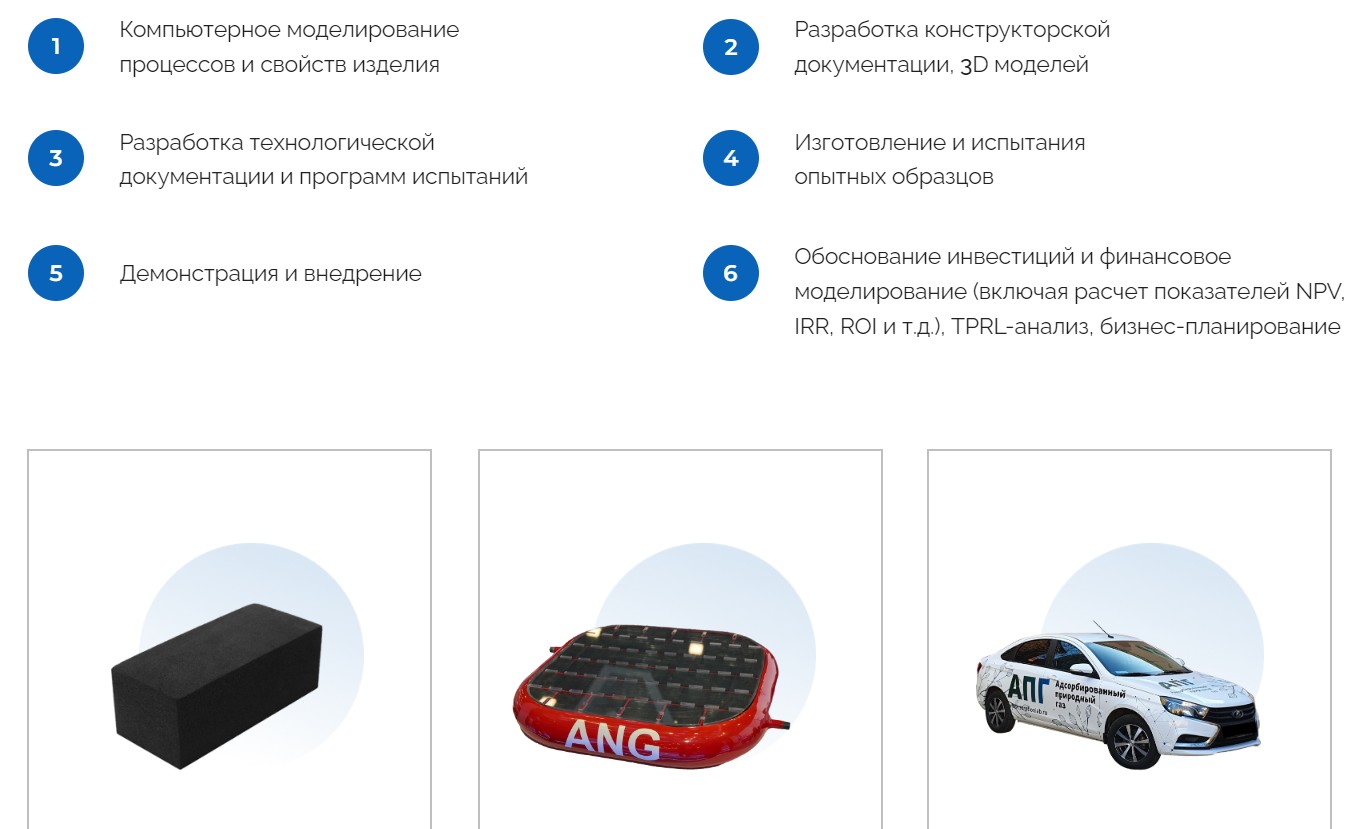 1
Компьютерное моделирование
процессов и свойств изделия
2
Разработка конструкторской
документации, 3D моделей
3
Разработка технологической
документации и программ испытаний
4
Изготовление и испытания
опытных образцов
5
Демонстрация и внедрение
6
Обоснование инвестиций и финансовое
моделирование (включая расчет показателей NPV,
IRR, ROI и т.д.), TPRL-анализ, бизнес-планирование
ANG
АПГ
Адсорбированный
природный
газ
АПГ